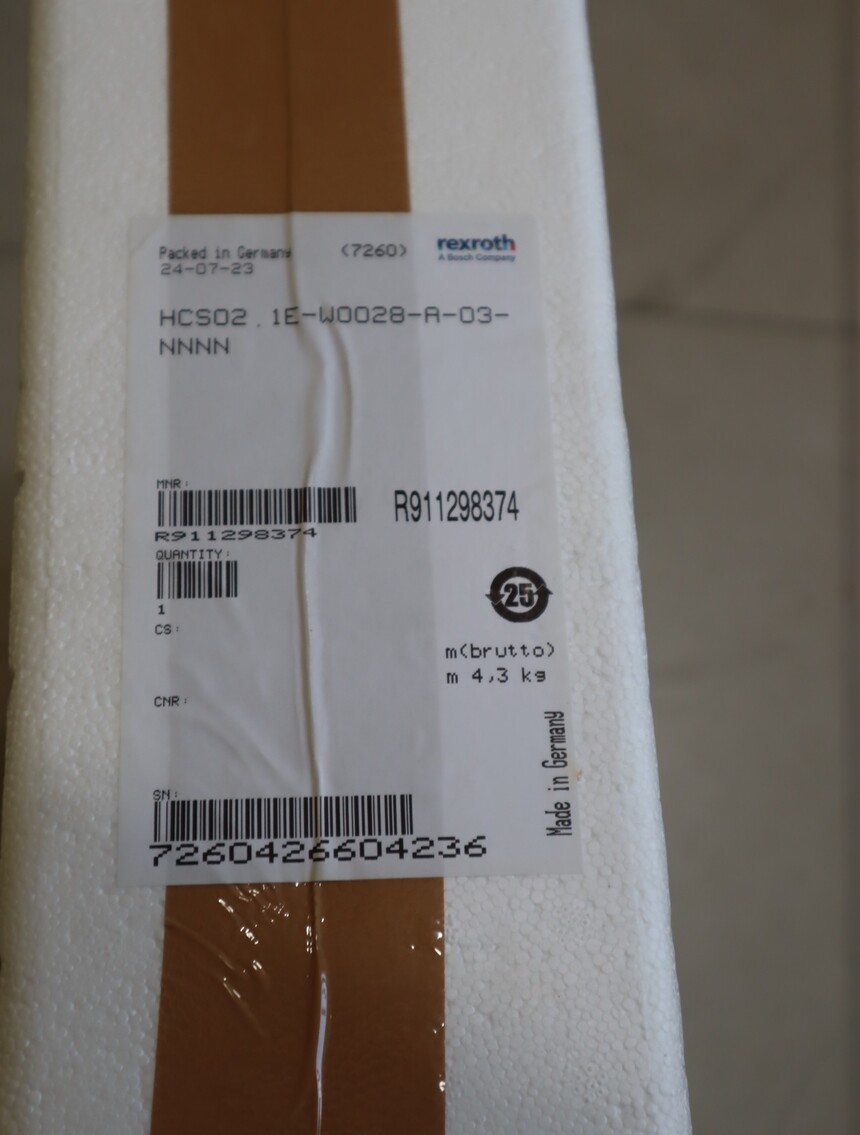 Packed in Germany (7260) rexroth
24-07-23 A Bosch Company
HCS02.1E-W0028-A-03-
NNNN
MNR:
R911298374
R911298374
QUANTITY:
1
25
CS:
m(brutto)
m 4,3 kg
CNR:
Made in Germany
SN:
7260426604236